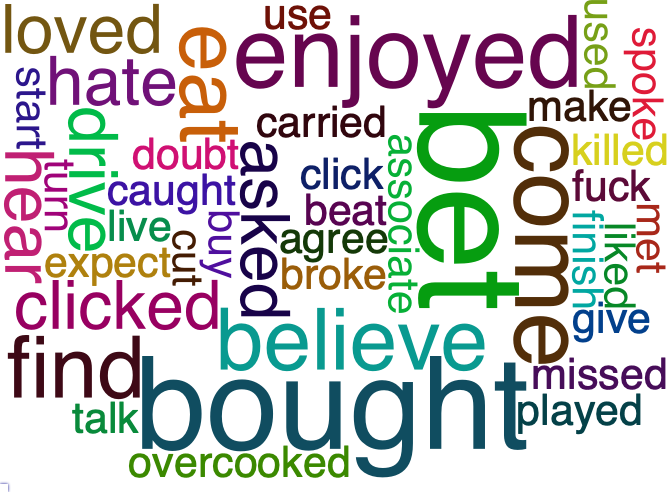 use
loved
enjoyed
used
spoke
eat
hate
start
make
carried
drive
doubt
asked
bet
come
associate
killed
hear
turn
click
caught
fuck
beat
met
live
buy
agree
finish
liked
cut
expect
broke
clicked
give
believe
find
bought
missed
talk
played
overcooked